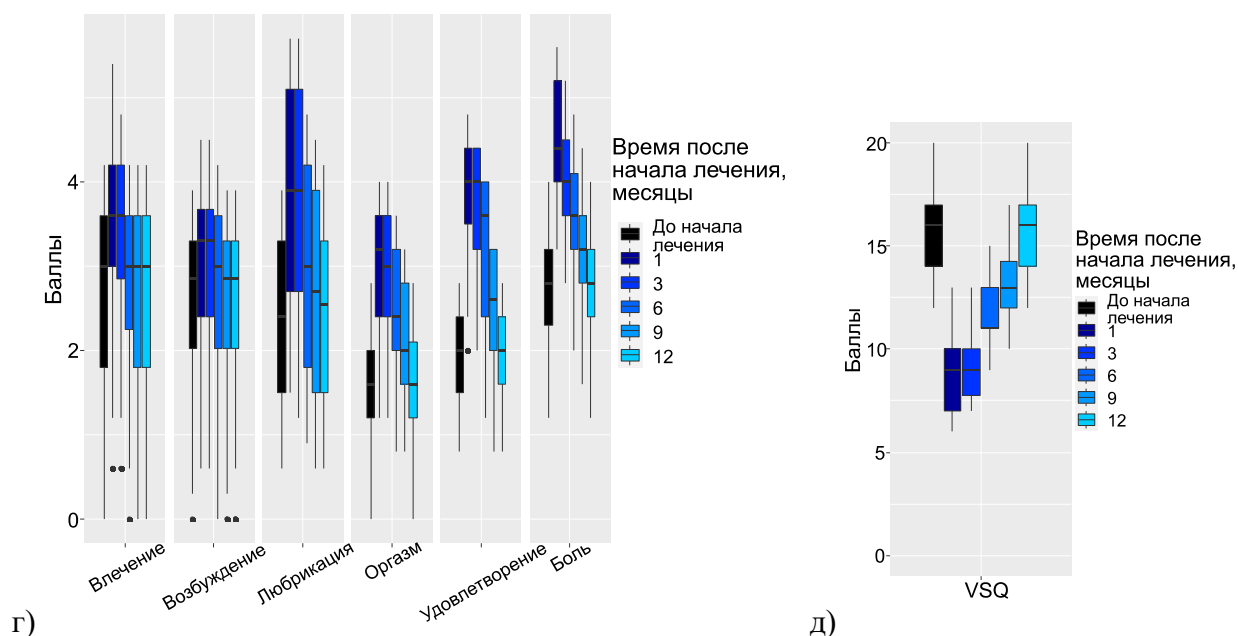 Баллы
4
2
0
Влечение
Возбуждение
Любрикация
Оргазм
Удовлетворение
Боль
Время после
начала лечения,
месяцы
До начала
лечения
1
3
6
9
12
г)
Баллы
20
15
10
5
0
VSQ
Время после
начала лечения,
месяцы
До начала
лечения
1
3
6
9
12
д)